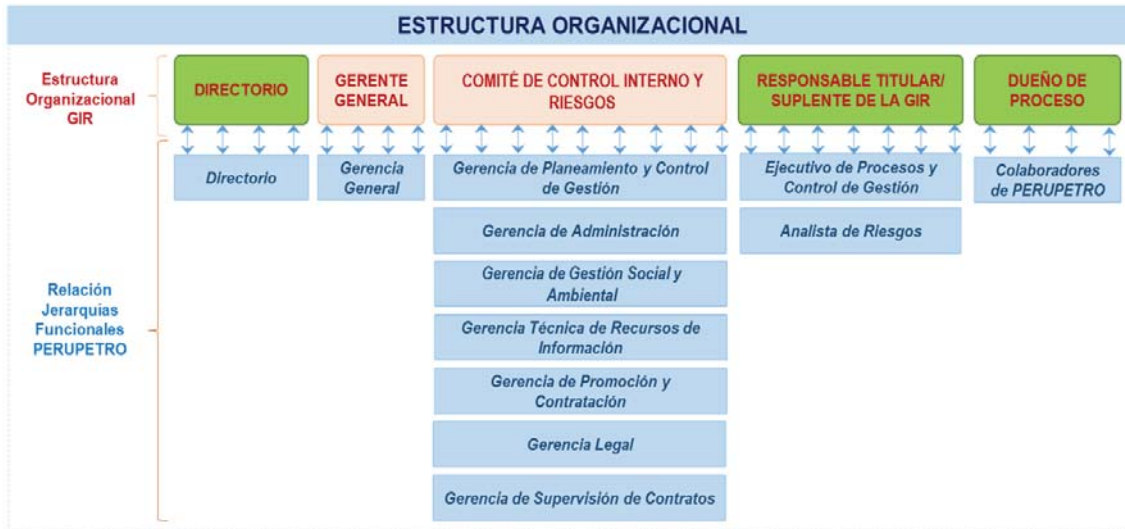 ESTRUCTURA ORGANIZACIONAL
Estructura
Organizacional
GIR
DIRECTORIO
GERENTE
GENERAL
COMITÉ DE CONTROL INTERNO Y
RIESGOS
RESPONSABLE TITULAR/
SUPLENTE DE LA GIR
DUEÑO DE
PROCESO
Relación
Jerarquías
Funcionales
PERUPETRO
Directorio
Gerencia
General
Gerencia de Planeamiento y Control
de Gestión
Gerencia de Administración
Gerencia de Gestión Social y
Ambiental
Gerencia Técnica de Recursos de
Información
Gerencia de Promoción y
Contratación
Gerencia Legal
Gerencia de Supervisión de Contratos
Ejecutivo de Procesos y
Control de Gestión
Analista de Riesgos
Colaboradores
de PERUPETRO